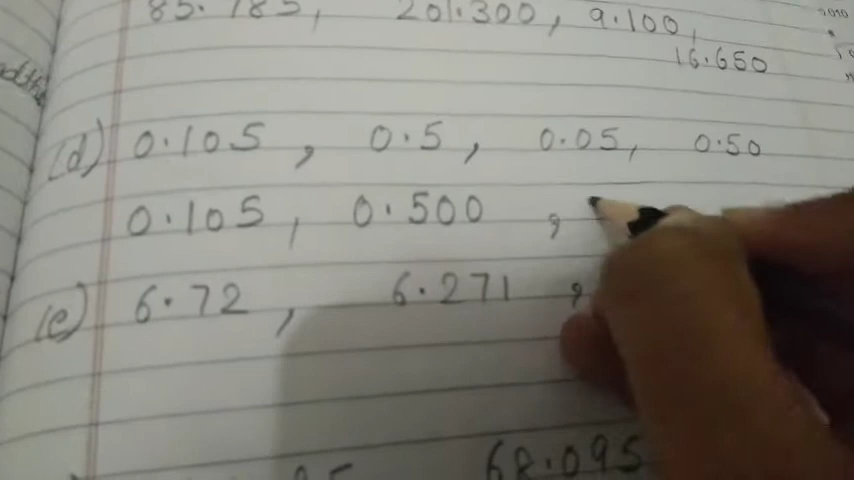 85.785, 201.300, 9.100,
16.650
(d) 0.105, 0.5, 0.05, 0.50
0.105, 0.500,
(e) 6.72, 6.271,
68.095